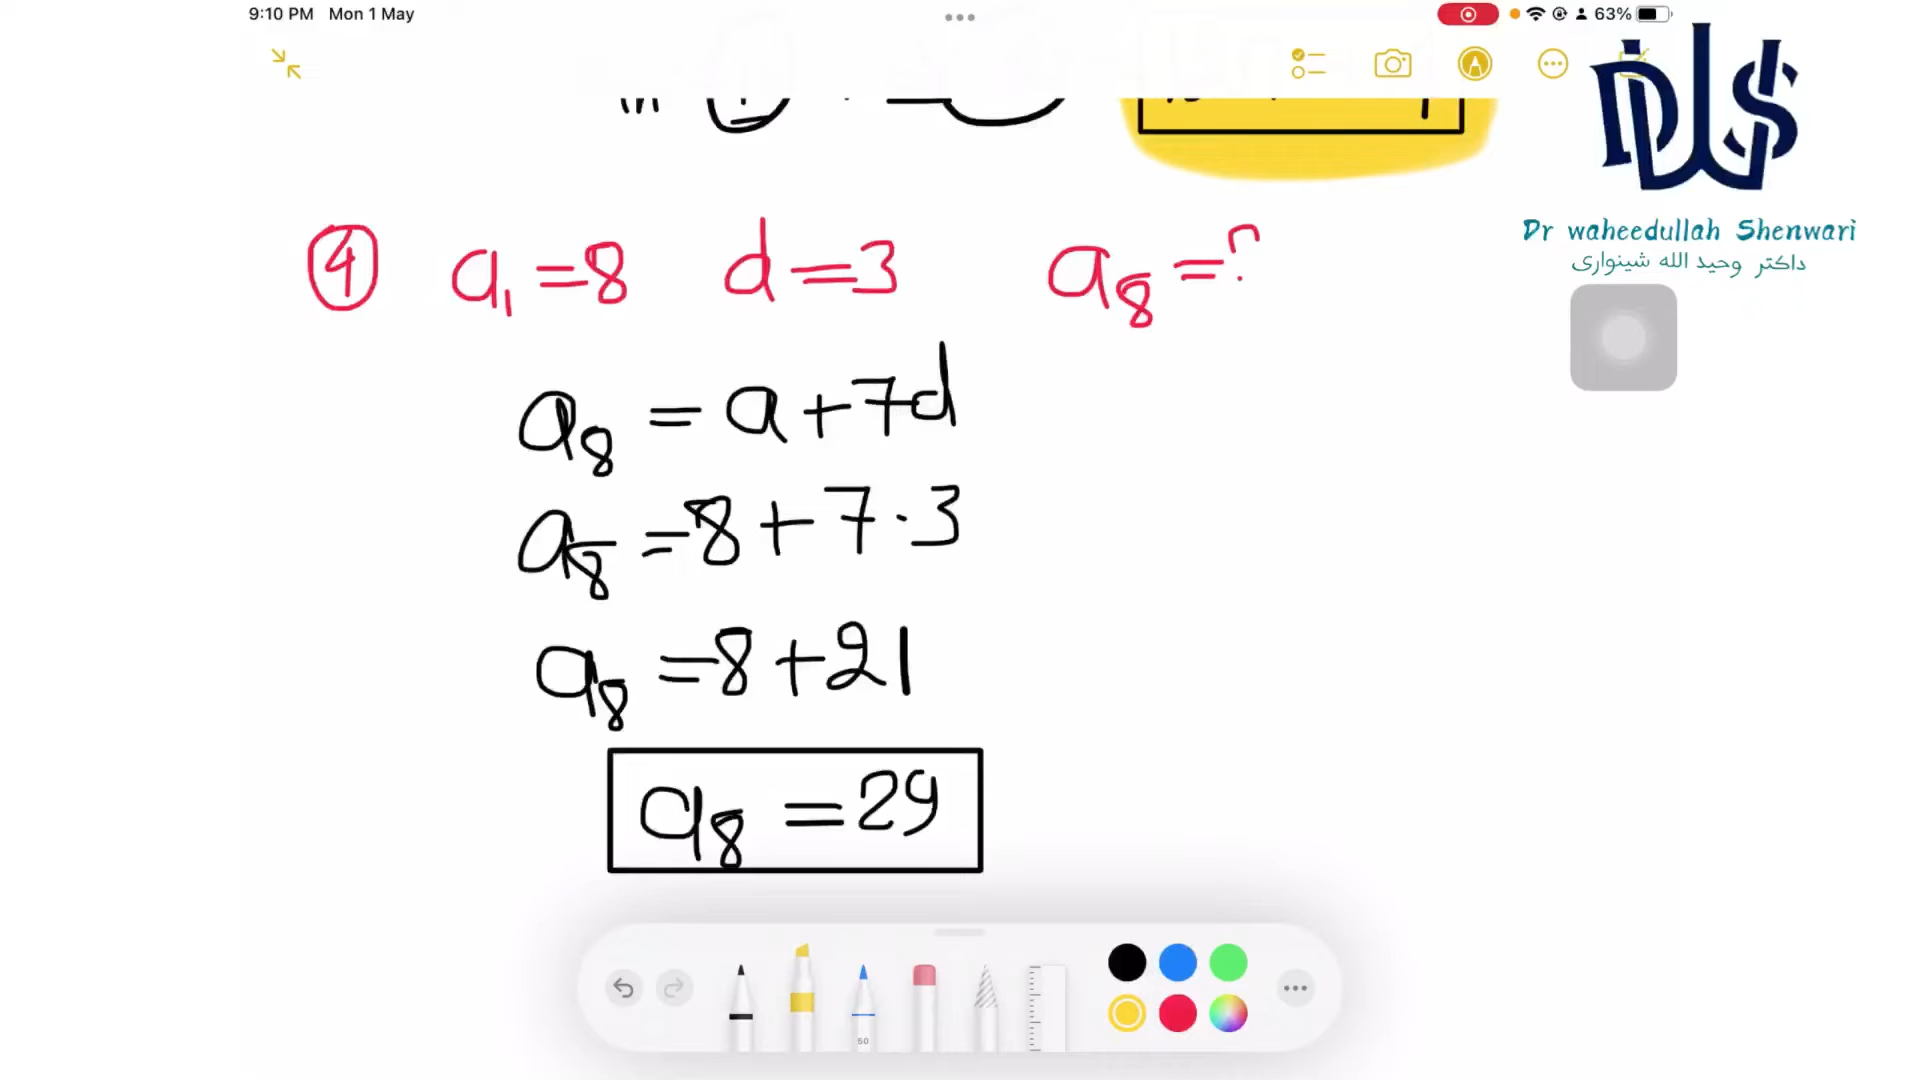 9:10 PM Mon 1 May
63%
Dr waheedullah Shenwari
داکتر وحید الله شینواری
④ a₁ =8 d=3 a₈ =?
a₈ = a+7d
a₈ =8+7·3
a₈ =8+21
a₈ =29
50